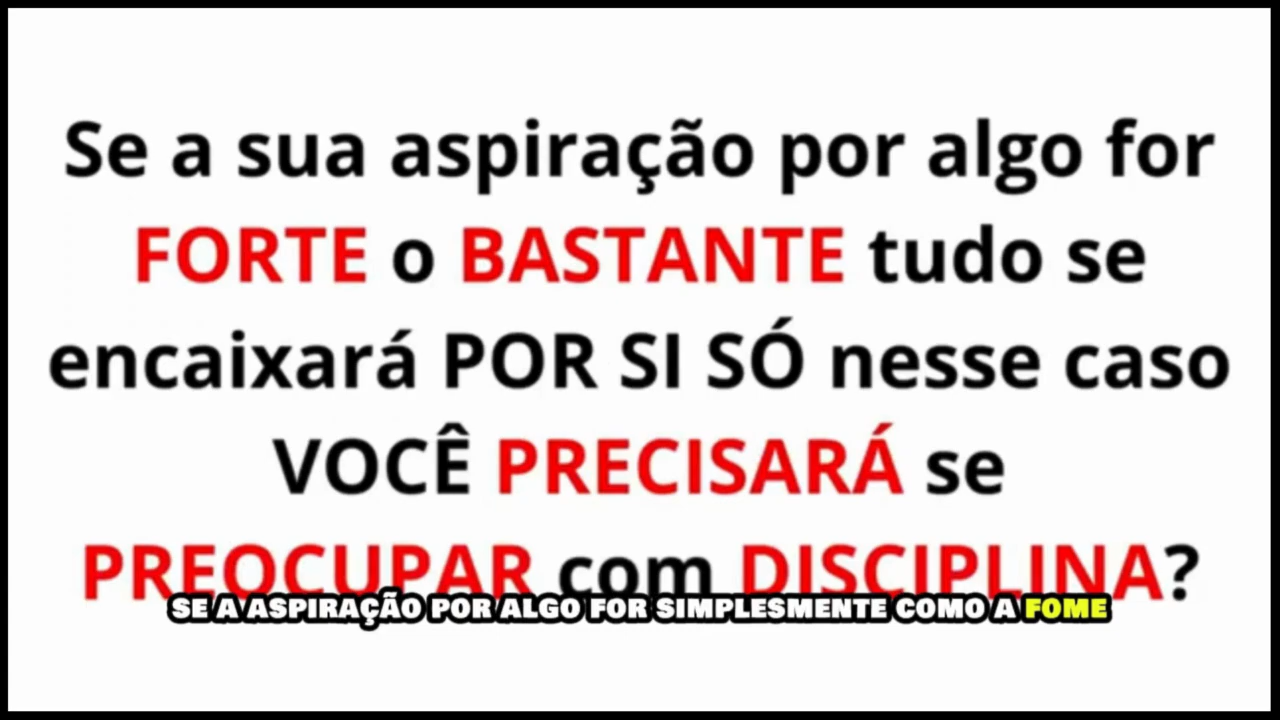 Se a sua aspiração por algo for
FORTE o BASTANTE tudo se
encaixará POR SI SÓ nesse caso
VOCÊ PRECISARÁ se
PREOCUPAR com DISCIPLINA?
SE A ASPIRAÇÃO POR ALGO FOR SIMPLESMENTE COMO A FOME